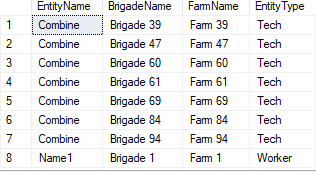 EntityName BrigadeName FarmName EntityType
1 Combine Brigade 39 Farm 39 Tech
2 Combine Brigade 47 Farm 47 Tech
3 Combine Brigade 60 Farm 60 Tech
4 Combine Brigade 61 Farm 61 Tech
5 Combine Brigade 69 Farm 69 Tech
6 Combine Brigade 84 Farm 84 Tech
7 Combine Brigade 94 Farm 94 Tech
8 Name1 Brigade 1 Farm 1 Worker